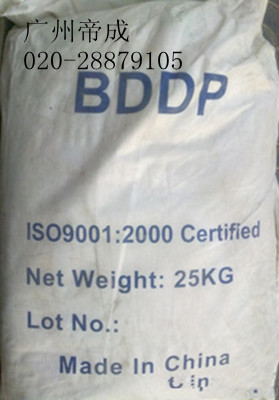 广州帝成
020-28879105
BDDP
ISO9001:2000 Certified
Net Weight: 25KG
Lot No.:
Made In China